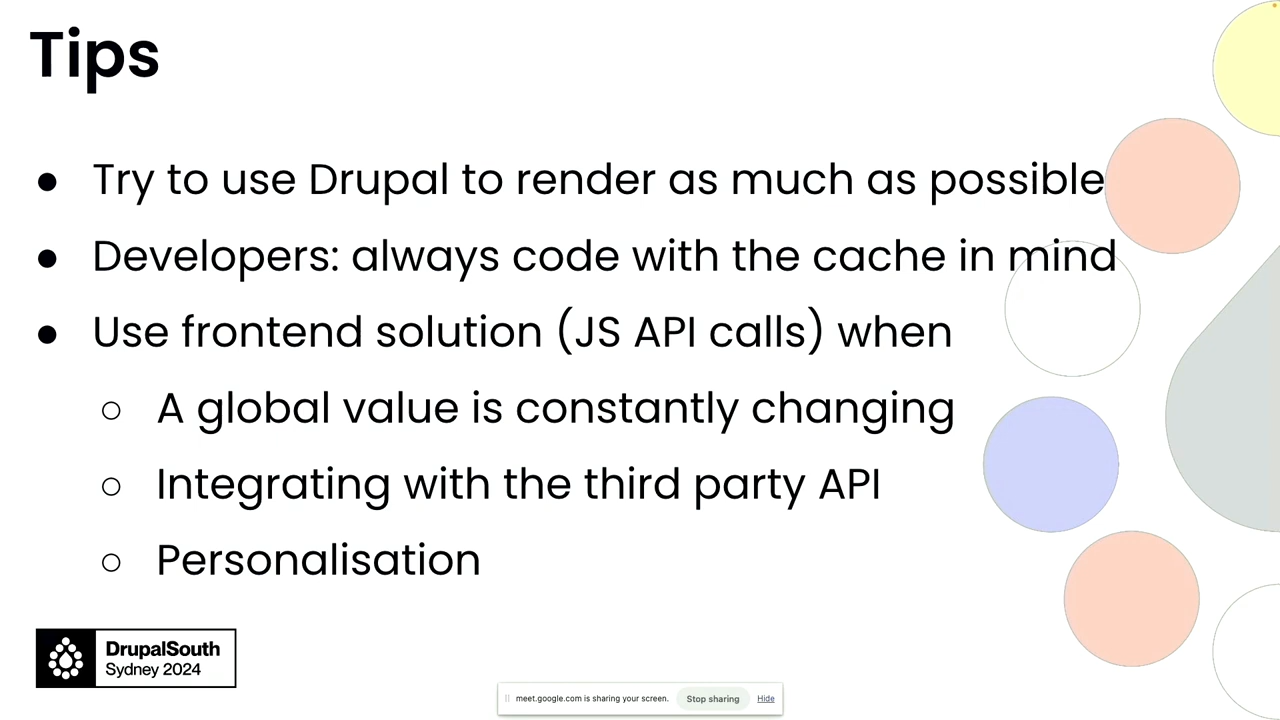 Tips
● Try to use Drupal to render as much as possible
● Developers: always code with the cache in mind
● Use frontend solution (JS API calls) when
○ A global value is constantly changing
○ Integrating with the third party API
○ Personalisation
DrupalSouth
Sydney 2024
meet.google.com is sharing your screen. Stop sharing Hide